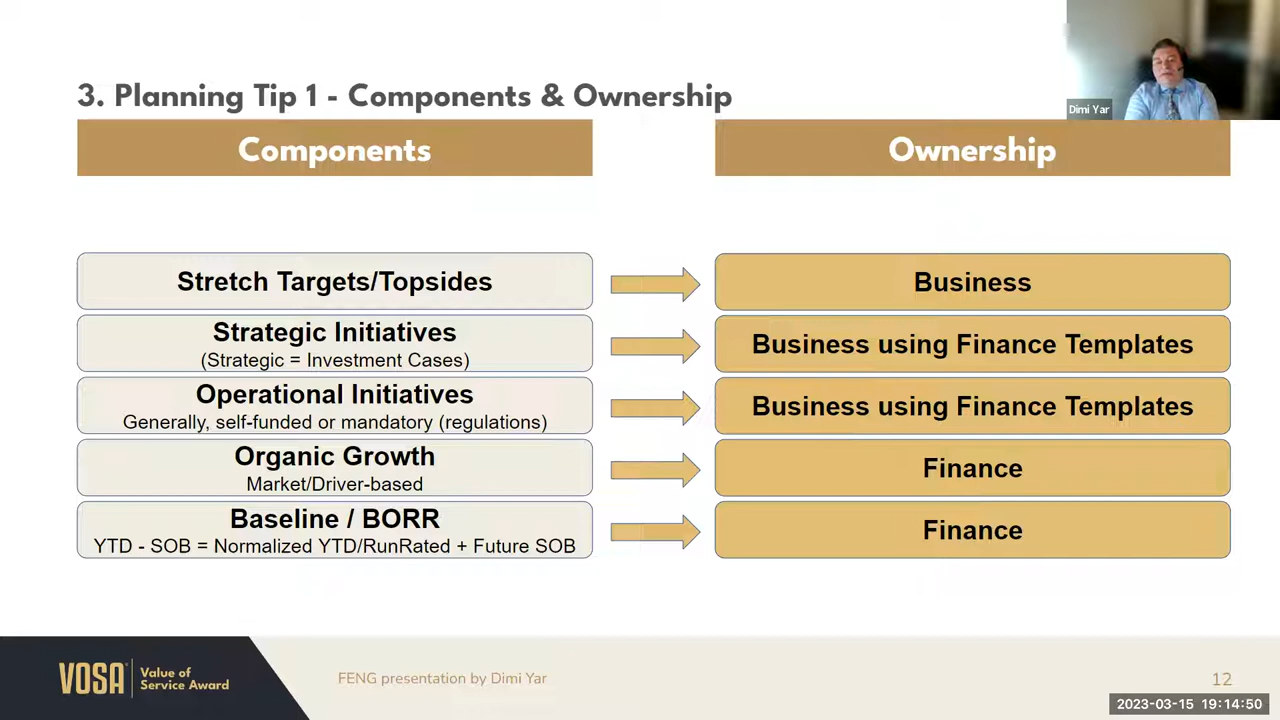 3. Planning Tip 1 - Components & Ownership
Dimi Yar
Components
Ownership
Stretch Targets/Topsides
Business
Strategic Initiatives
(Strategic = Investment Cases)
Business using Finance Templates
Operational Initiatives
Generally, self-funded or mandatory (regulations)
Business using Finance Templates
Organic Growth
Market/Driver-based
Finance
Baseline / BORR
YTD - SOB = Normalized YTD/RunRated + Future SOB
Finance
VOSA
Value of
Service Award
FENG presentation by Dimi Yar
12
2023-03-15 19:14:50